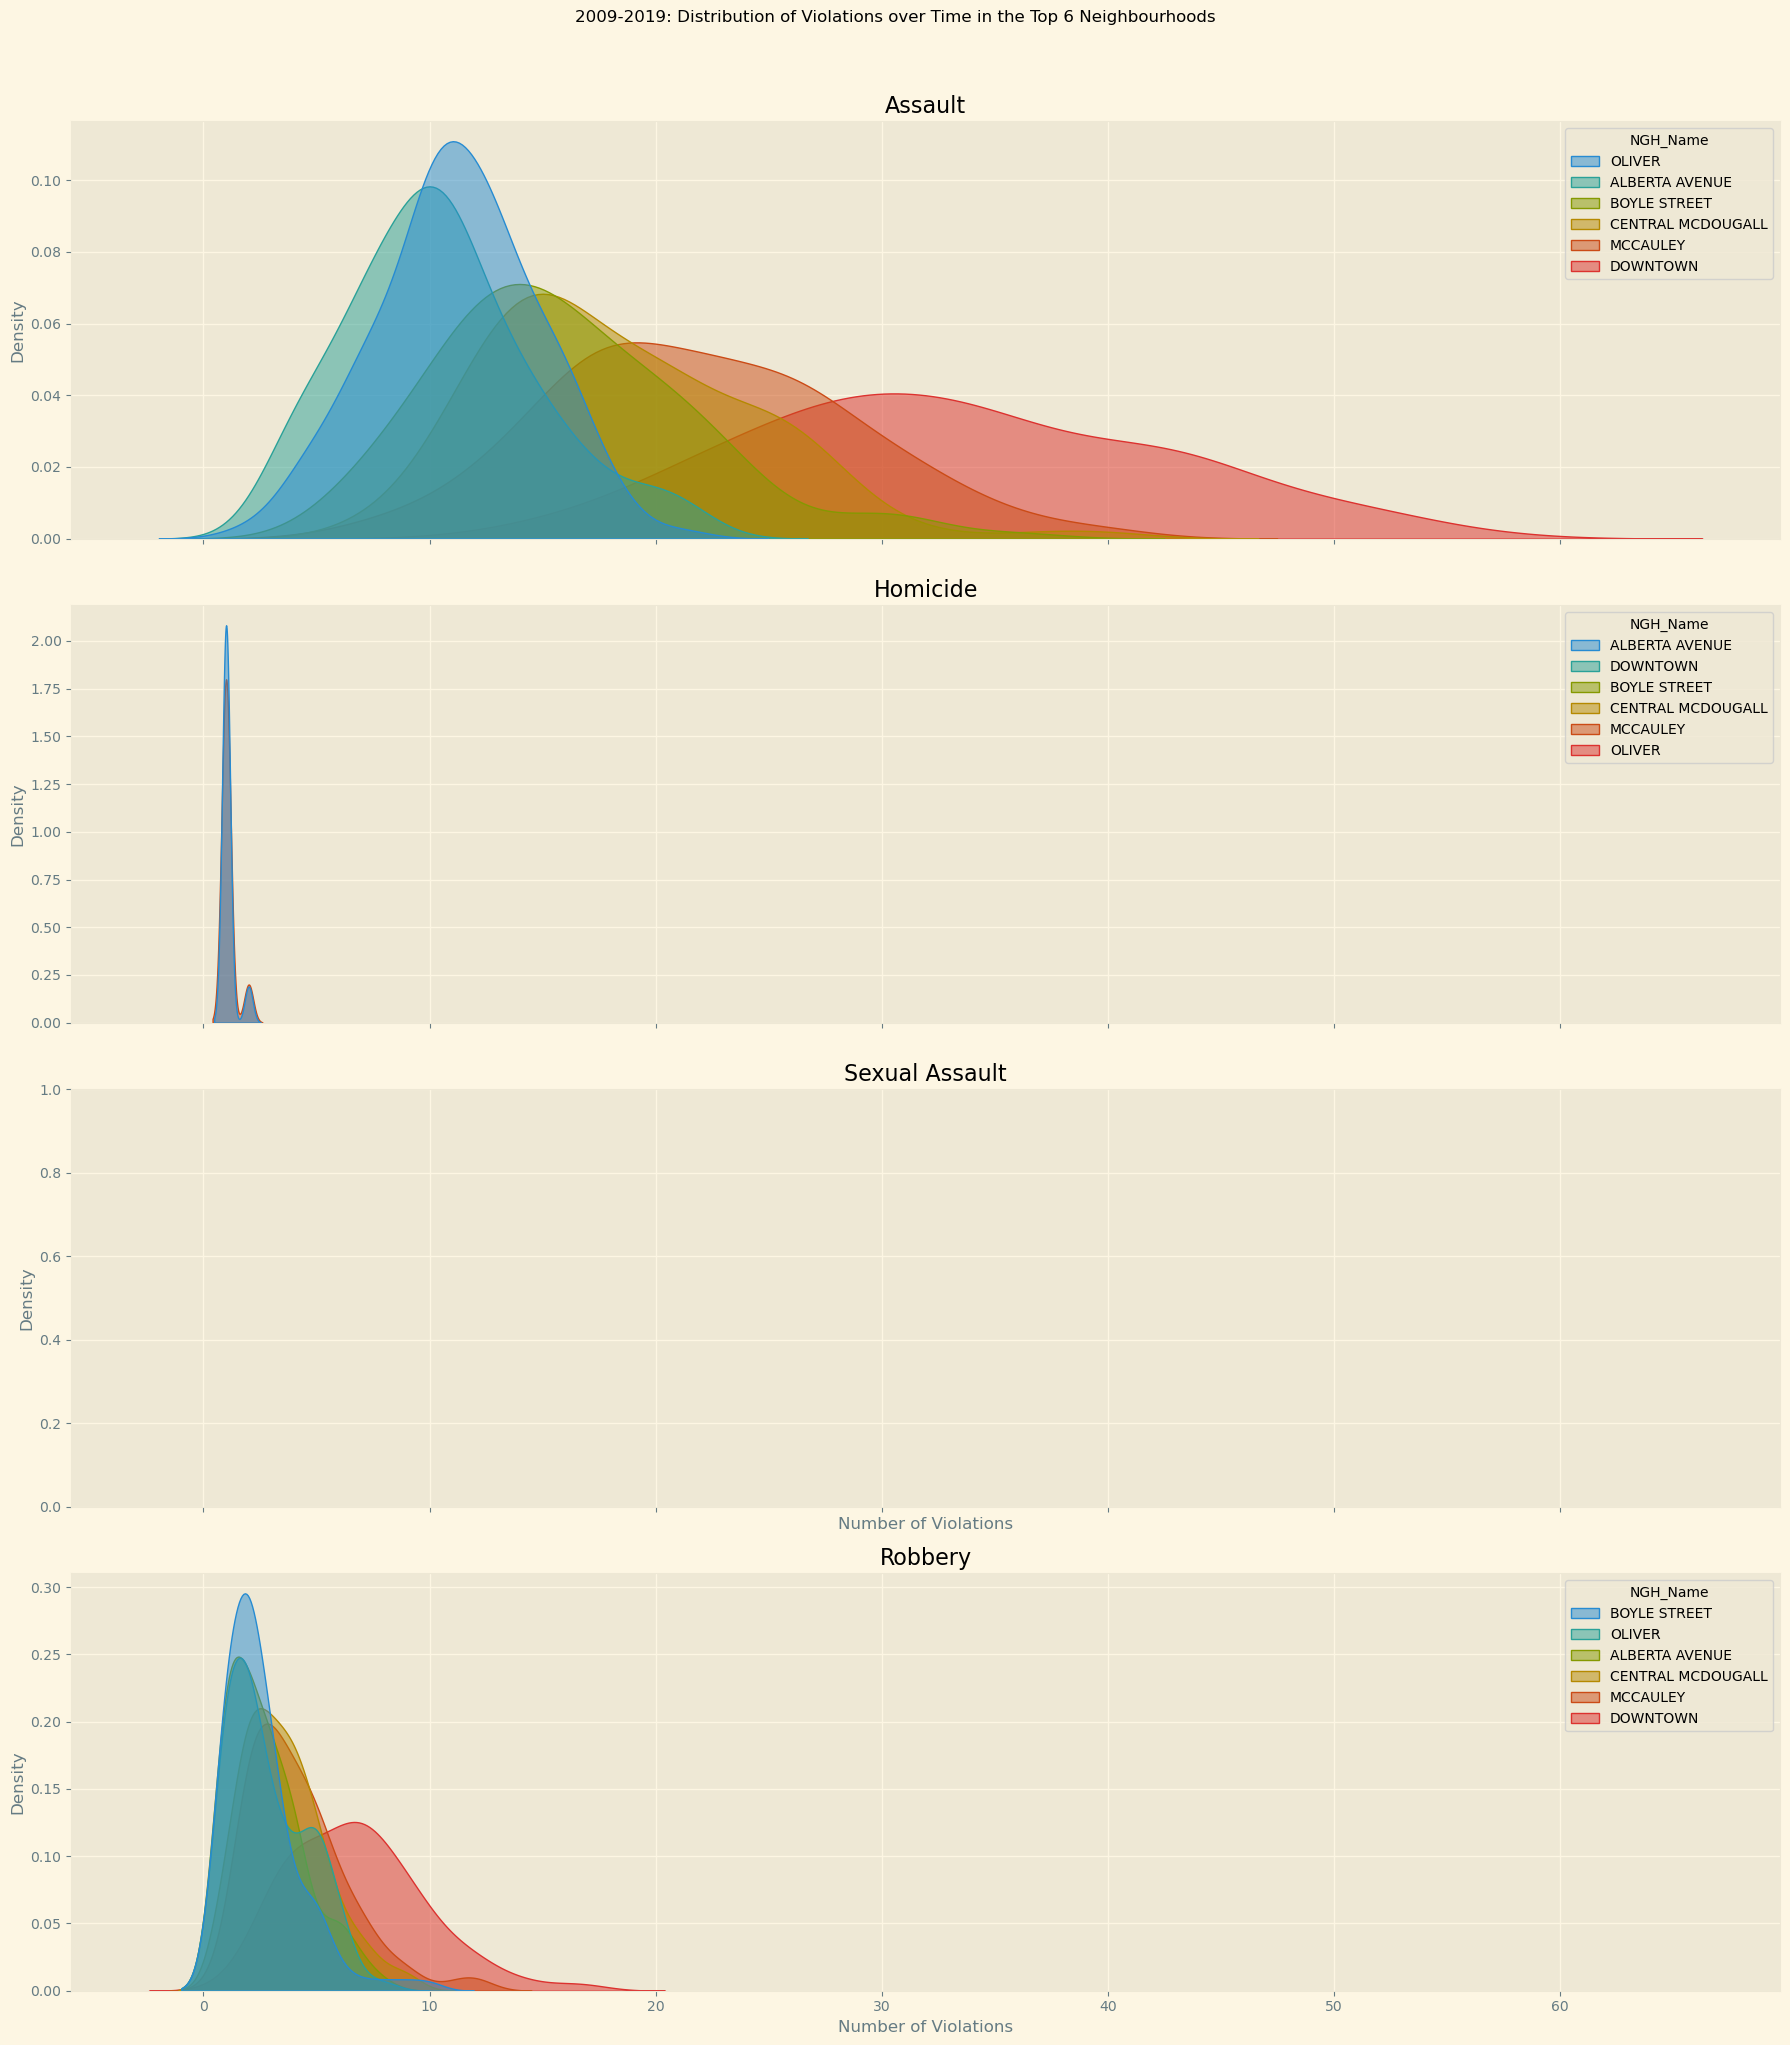 2009-2019: Distribution of Violations over Time in the Top 6 Neighbourhoods
Assault
Density
0.10
0.08
0.06
0.04
0.02
0.00
NGH_Name
OLIVER
ALBERTA AVENUE
BOYLE STREET
CENTRAL MCDOUGALL
MCCAULEY
DOWNTOWN
Homicide
Density
2.00
1.75
1.50
1.25
1.00
0.75
0.50
0.25
0.00
NGH_Name
ALBERTA AVENUE
DOWNTOWN
BOYLE STREET
CENTRAL MCDOUGALL
MCCAULEY
OLIVER
Sexual Assault
Density
1.0
0.8
0.6
0.4
0.2
0.0
Number of Violations
Robbery
Density
0.30
0.25
0.20
0.15
0.10
0.05
0.00
NGH_Name
BOYLE STREET
OLIVER
ALBERTA AVENUE
CENTRAL MCDOUGALL
MCCAULEY
DOWNTOWN
0 10 20 30 40 50 60
Number of Violations